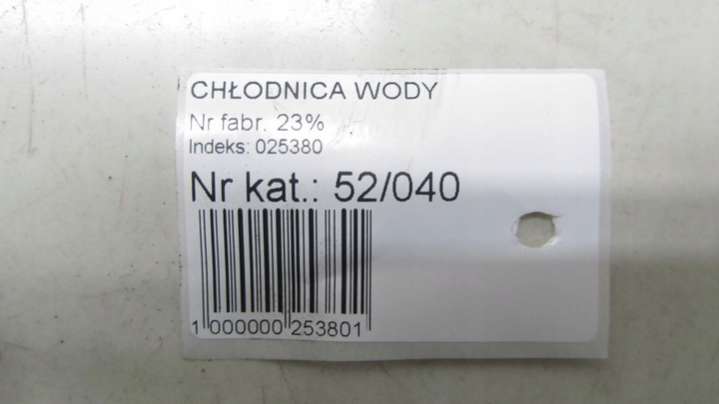 CHŁODNICA WODY
Nr fabr. 23%
Indeks: 025380
Nr kat.: 52/040
1 000000 253801